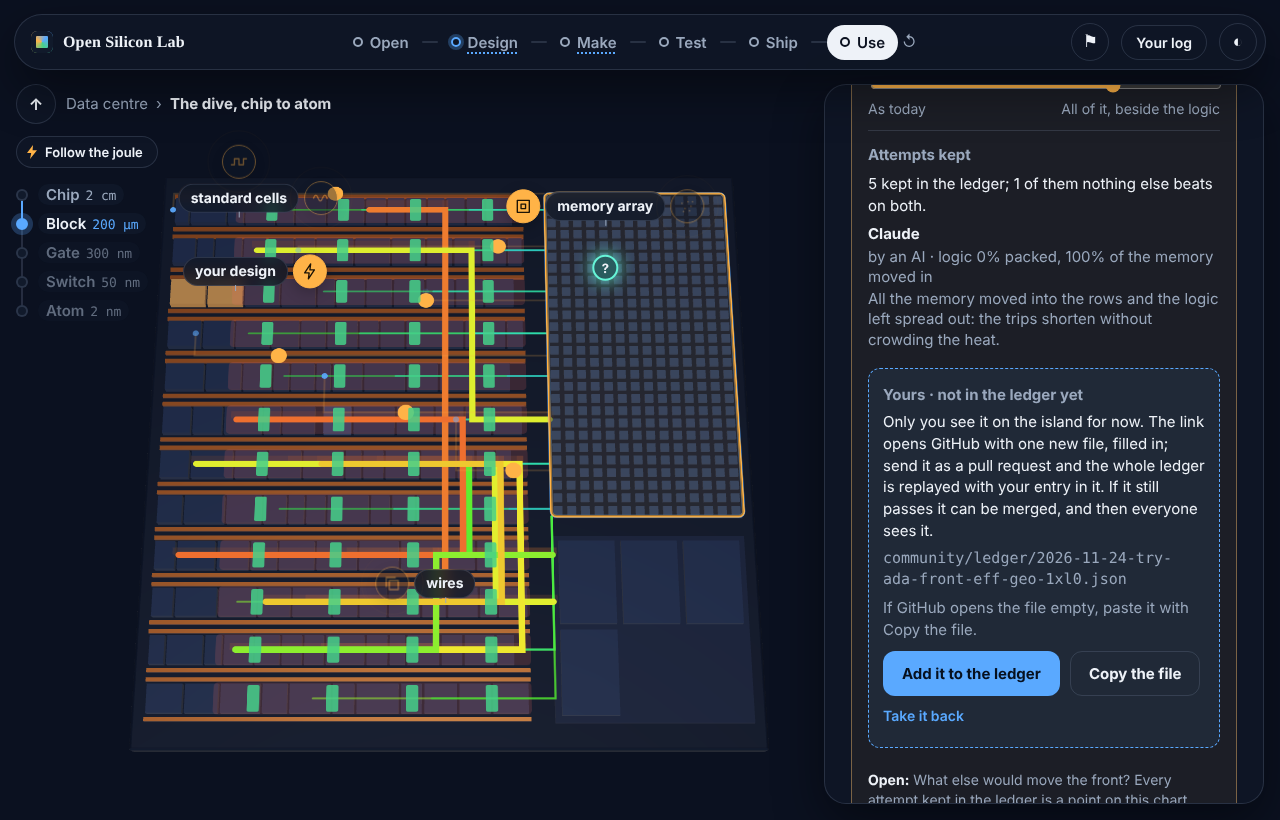 Open Silicon Lab
Open
Design
Make
Test
Ship
Use
Your log
Data centre › The dive, chip to atom
Follow the joule
Chip 2 cm
Block 200 µm
Gate 300 nm
Switch 50 nm
Atom 2 nm
standard cells
memory array
your design
?
wires
As today
All of it, beside the logic
Attempts kept
5 kept in the ledger; 1 of them nothing else beats
on both.
Claude
by an AI · logic 0% packed, 100% of the memory
moved in
All the memory moved into the rows and the logic
left spread out: the trips shorten without
crowding the heat.
Yours · not in the ledger yet
Only you see it on the island for now. The link
opens GitHub with one new file, filled in;
send it as a pull request and the whole ledger
is replayed with your entry in it. If it still
passes it can be merged, and then everyone
sees it.
community/ledger/2026-11-24-try-
ada-front-eff-geo-1xl0.json
If GitHub opens the file empty, paste it with
Copy the file.
Add it to the ledger
Copy the file
Take it back
Open: What else would move the front? Every
attempt kept in the ledger is a point on this chart